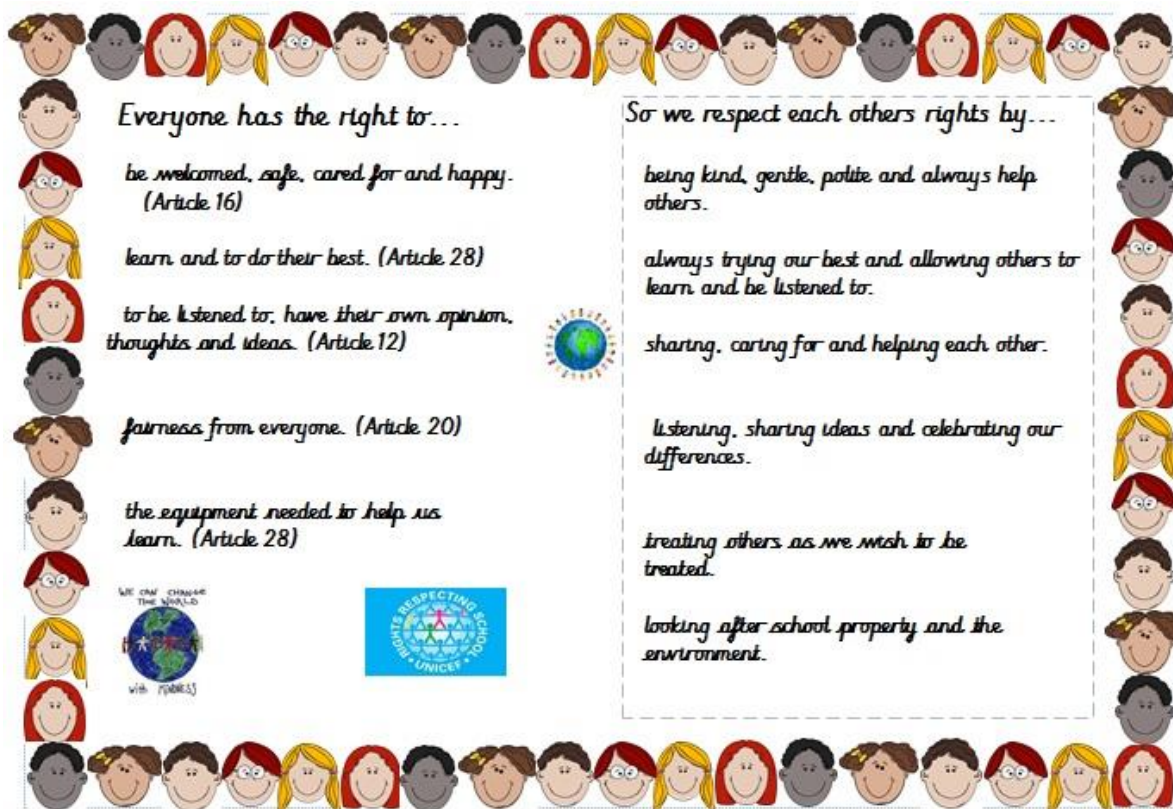 Everyone has the right to...
be welcomed, safe, cared for and happy.
(Article 16)
learn and to do their best. (Article 28)
to be listened to, have their own opinion,
thoughts and ideas. (Article 12)
fairness from everyone. (Article 20)
the equipment needed to help us
learn. (Article 28)
WE CAN CHANGE
THE WORLD
with KINDNESS
RIGHTS RESPECTING SCHOOL
UNICEF
So we respect each others rights by...
being kind, gentle, polite and always help
others.
always trying our best and allowing others to
learn and be listened to.
sharing, caring for and helping each other.
listening, sharing ideas and celebrating our
differences.
treating others as we wish to be
treated.
looking after school property and the
environment.